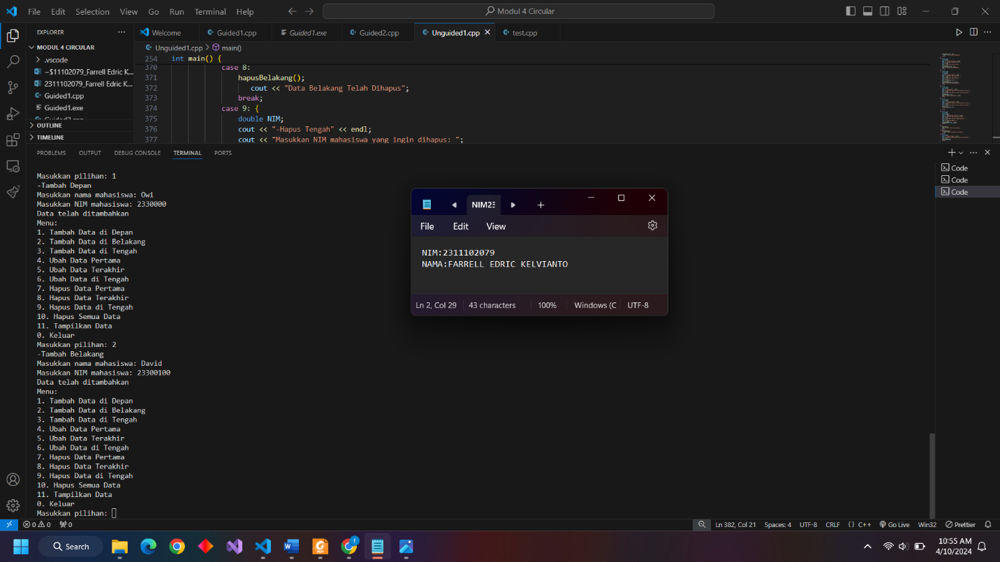 File Edit Selection View Go Run Terminal Help
Modul 4 Circular
EXPLORER
MODUL 4 CIRCULAR
.vscode
~$11102079_Farrell Edric K...
2311102079_Farrell Edric K...
Guided1.cpp
Guided1.exe
OUTLINE
TIMELINE
Welcome Guided1.cpp Guided1.exe Guided2.cpp Unguided1.cpp test.cpp
Unguided1.cpp > main()
254 int main() {
370 case 8:
371 hapusBelakang();
372 cout << "Data Belakang Telah Dihapus";
373 break;
374 case 9: {
375 double NIM;
376 cout << "-Hapus Tengah" << endl;
377 cout << "Masukkan NIM mahasiswa yang ingin dihapus: ";
PROBLEMS OUTPUT DEBUG CONSOLE TERMINAL PORTS
Code
Code
Code
Masukkan pilihan: 1
-Tambah Depan
Masukkan nama mahasiswa: Owi
Masukkan NIM mahasiswa: 2330000
Data telah ditambahkan
Menu:
1. Tambah Data di Depan
2. Tambah Data di Belakang
3. Tambah Data di Tengah
4. Ubah Data Pertama
5. Ubah Data Terakhir
6. Ubah Data di Tengah
7. Hapus Data Pertama
8. Hapus Data Terakhir
9. Hapus Data di Tengah
10. Hapus Semua Data
11. Tampilkan Data
0. Keluar
Masukkan pilihan: 2
-Tambah Belakang
Masukkan nama mahasiswa: David
Masukkan NIM mahasiswa: 23300100
Data telah ditambahkan
Menu:
1. Tambah Data di Depan
2. Tambah Data di Belakang
3. Tambah Data di Tengah
4. Ubah Data Pertama
5. Ubah Data Terakhir
6. Ubah Data di Tengah
7. Hapus Data Pertama
8. Hapus Data Terakhir
9. Hapus Data di Tengah
10. Hapus Semua Data
11. Tampilkan Data
0. Keluar
Masukkan pilihan:
NIM23
File Edit View
NIM:2311102079
NAMA:FARRELL EDRIC KELVIANTO
Ln 2, Col 29 43 characters 100% Windows (C UTF-8
0 0 0
Ln 382, Col 21 Spaces: 4 UTF-8 CRLF {} C++ Go Live Win32 Prettier
Search
10:55 AM
4/10/2024